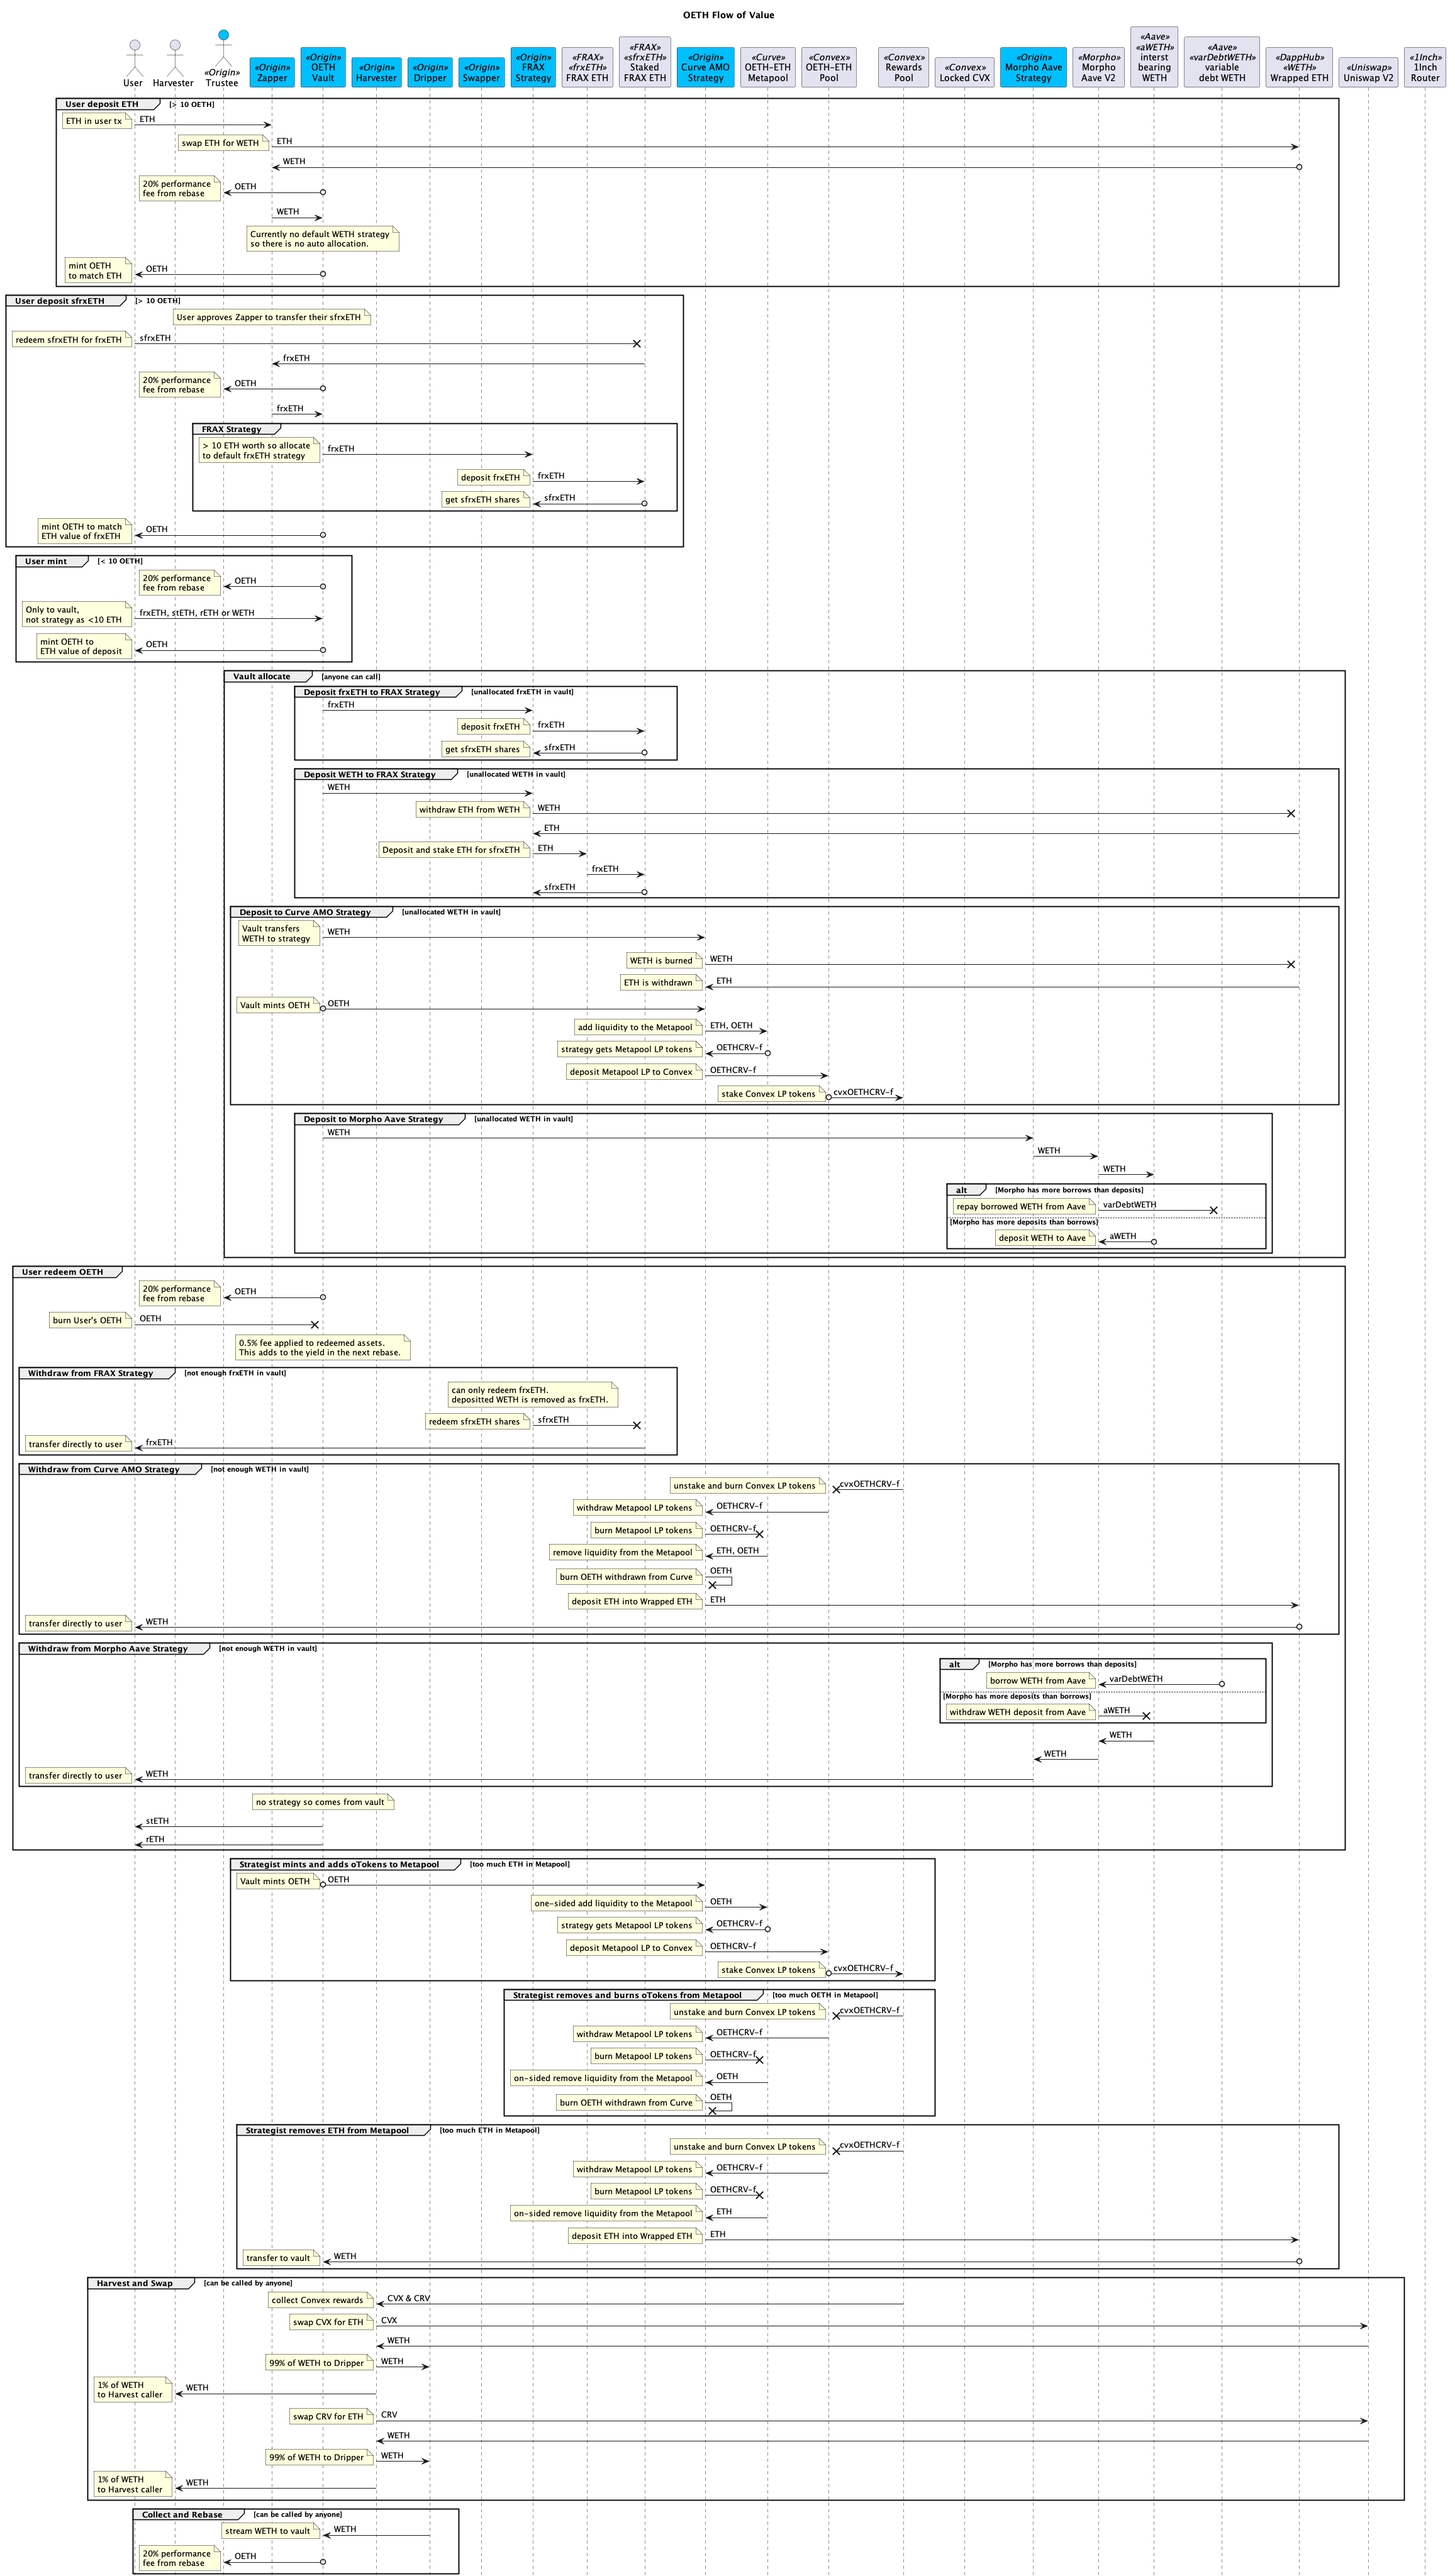 OETH Flow of Value
User
Harvester
«Origin»
Trustee
«Origin»
Zapper
«Origin»
OETH
Vault
«Origin»
Harvester
«Origin»
Dripper
«Origin»
Swapper
«Origin»
FRAX
Strategy
«FRAX»
«frxETH»
FRAX ETH
«FRAX»
«sfrxETH»
Staked
FRAX ETH
«Origin»
Curve AMO
Strategy
«Curve»
OETH-ETH
Metapool
«Convex»
OETH-ETH
Pool
«Convex»
Rewards
Pool
«Convex»
Locked CVX
«Origin»
Morpho Aave
Strategy
«Morpho»
Morpho
Aave V2
«Aave»
«aWETH»
interst
bearing
WETH
«Aave»
«varDebtWETH»
variable
debt WETH
«DappHub»
«WETH»
Wrapped ETH
«Uniswap»
Uniswap V2
«1Inch»
1Inch
Router
User deposit ETH [> 10 OETH]
ETH in user tx
ETH
swap ETH for WETH
ETH
WETH
20% performance
fee from rebase
OETH
WETH
Currently no default WETH strategy
so there is no auto allocation.
mint OETH
to match ETH
OETH
User deposit sfrxETH [> 10 OETH]
User approves Zapper to transfer their sfrxETH
redeem sfrxETH for frxETH
sfrxETH
frxETH
20% performance
fee from rebase
OETH
frxETH
FRAX Strategy
> 10 ETH worth so allocate
to default frxETH strategy
frxETH
deposit frxETH
frxETH
get sfrxETH shares
sfrxETH
mint OETH to match
ETH value of frxETH
OETH
User mint [< 10 OETH]
20% performance
fee from rebase
OETH
Only to vault,
not strategy as <10 ETH
frxETH, stETH, rETH or WETH
mint OETH to
ETH value of deposit
OETH
Vault allocate [anyone can call]
Deposit frxETH to FRAX Strategy [unallocated frxETH in vault]
frxETH
deposit frxETH
frxETH
get sfrxETH shares
sfrxETH
Deposit WETH to FRAX Strategy [unallocated WETH in vault]
WETH
withdraw ETH from WETH
WETH
ETH
Deposit and stake ETH for sfrxETH
ETH
frxETH
sfrxETH
Deposit to Curve AMO Strategy [unallocated WETH in vault]
Vault transfers
WETH to strategy
WETH
WETH is burned
WETH
ETH is withdrawn
ETH
Vault mints OETH
OETH
add liquidity to the Metapool
ETH, OETH
strategy gets Metapool LP tokens
OETHCRV-f
deposit Metapool LP to Convex
OETHCRV-f
stake Convex LP tokens
cvxOETHCRV-f
Deposit to Morpho Aave Strategy [unallocated WETH in vault]
WETH
WETH
WETH
alt [Morpho has more borrows than deposits]
repay borrowed WETH from Aave
varDebtWETH
[Morpho has more deposits than borrows]
deposit WETH to Aave
aWETH
User redeem OETH
20% performance
fee from rebase
OETH
burn User's OETH
OETH
0.5% fee applied to redeemed assets.
This adds to the yield in the next rebase.
Withdraw from FRAX Strategy [not enough frxETH in vault]
can only redeem frxETH.
depositted WETH is removed as frxETH.
redeem sfrxETH shares
sfrxETH
transfer directly to user
frxETH
Withdraw from Curve AMO Strategy [not enough WETH in vault]
unstake and burn Convex LP tokens
cvxOETHCRV-f
withdraw Metapool LP tokens
OETHCRV-f
burn Metapool LP tokens
OETHCRV-f
remove liquidity from the Metapool
ETH, OETH
burn OETH withdrawn from Curve
OETH
deposit ETH into Wrapped ETH
ETH
transfer directly to user
WETH
Withdraw from Morpho Aave Strategy [not enough WETH in vault]
alt [Morpho has more borrows than deposits]
borrow WETH from Aave
varDebtWETH
[Morpho has more deposits than borrows]
withdraw WETH deposit from Aave
aWETH
WETH
WETH
transfer directly to user
WETH
no strategy so comes from vault
stETH
rETH
Strategist mints and adds oTokens to Metapool [too much ETH in Metapool]
Vault mints OETH
OETH
one-sided add liquidity to the Metapool
OETH
strategy gets Metapool LP tokens
OETHCRV-f
deposit Metapool LP to Convex
OETHCRV-f
stake Convex LP tokens
cvxOETHCRV-f
Strategist removes and burns oTokens from Metapool [too much OETH in Metapool]
unstake and burn Convex LP tokens
cvxOETHCRV-f
withdraw Metapool LP tokens
OETHCRV-f
burn Metapool LP tokens
OETHCRV-f
on-sided remove liquidity from the Metapool
OETH
burn OETH withdrawn from Curve
OETH
Strategist removes ETH from Metapool [too much ETH in Metapool]
unstake and burn Convex LP tokens
cvxOETHCRV-f
withdraw Metapool LP tokens
OETHCRV-f
burn Metapool LP tokens
OETHCRV-f
on-sided remove liquidity from the Metapool
ETH
deposit ETH into Wrapped ETH
ETH
transfer to vault
WETH
Harvest and Swap [can be called by anyone]
collect Convex rewards
CVX & CRV
swap CVX for ETH
CVX
WETH
99% of WETH to Dripper
WETH
1% of WETH
to Harvest caller
WETH
swap CRV for ETH
CRV
WETH
99% of WETH to Dripper
WETH
1% of WETH
to Harvest caller
WETH
Collect and Rebase [can be called by anyone]
stream WETH to vault
WETH
20% performance
fee from rebase
OETH